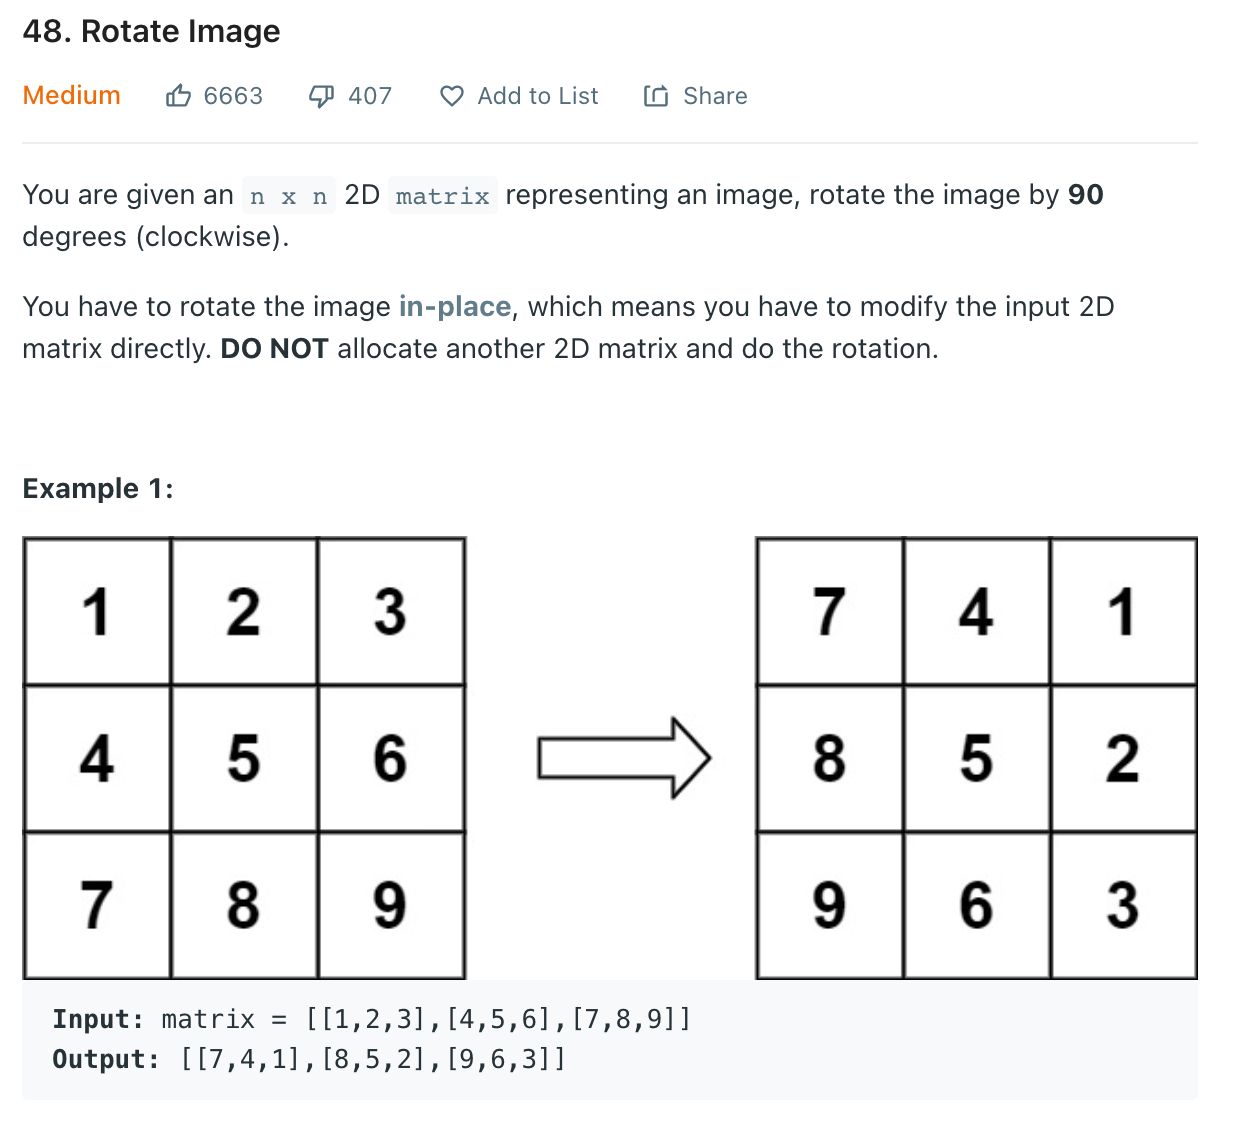 48. Rotate Image
Medium 6663 407 Add to List Share
You are given an n x n 2D matrix representing an image, rotate the image by 90
degrees (clockwise).
You have to rotate the image in-place, which means you have to modify the input 2D
matrix directly. DO NOT allocate another 2D matrix and do the rotation.
Example 1:
1 2 3 7 4 1
4 5 6 8 5 2
7 8 9 9 6 3
Input: matrix = [[1,2,3],[4,5,6],[7,8,9]]
Output: [[7,4,1],[8,5,2],[9,6,3]]